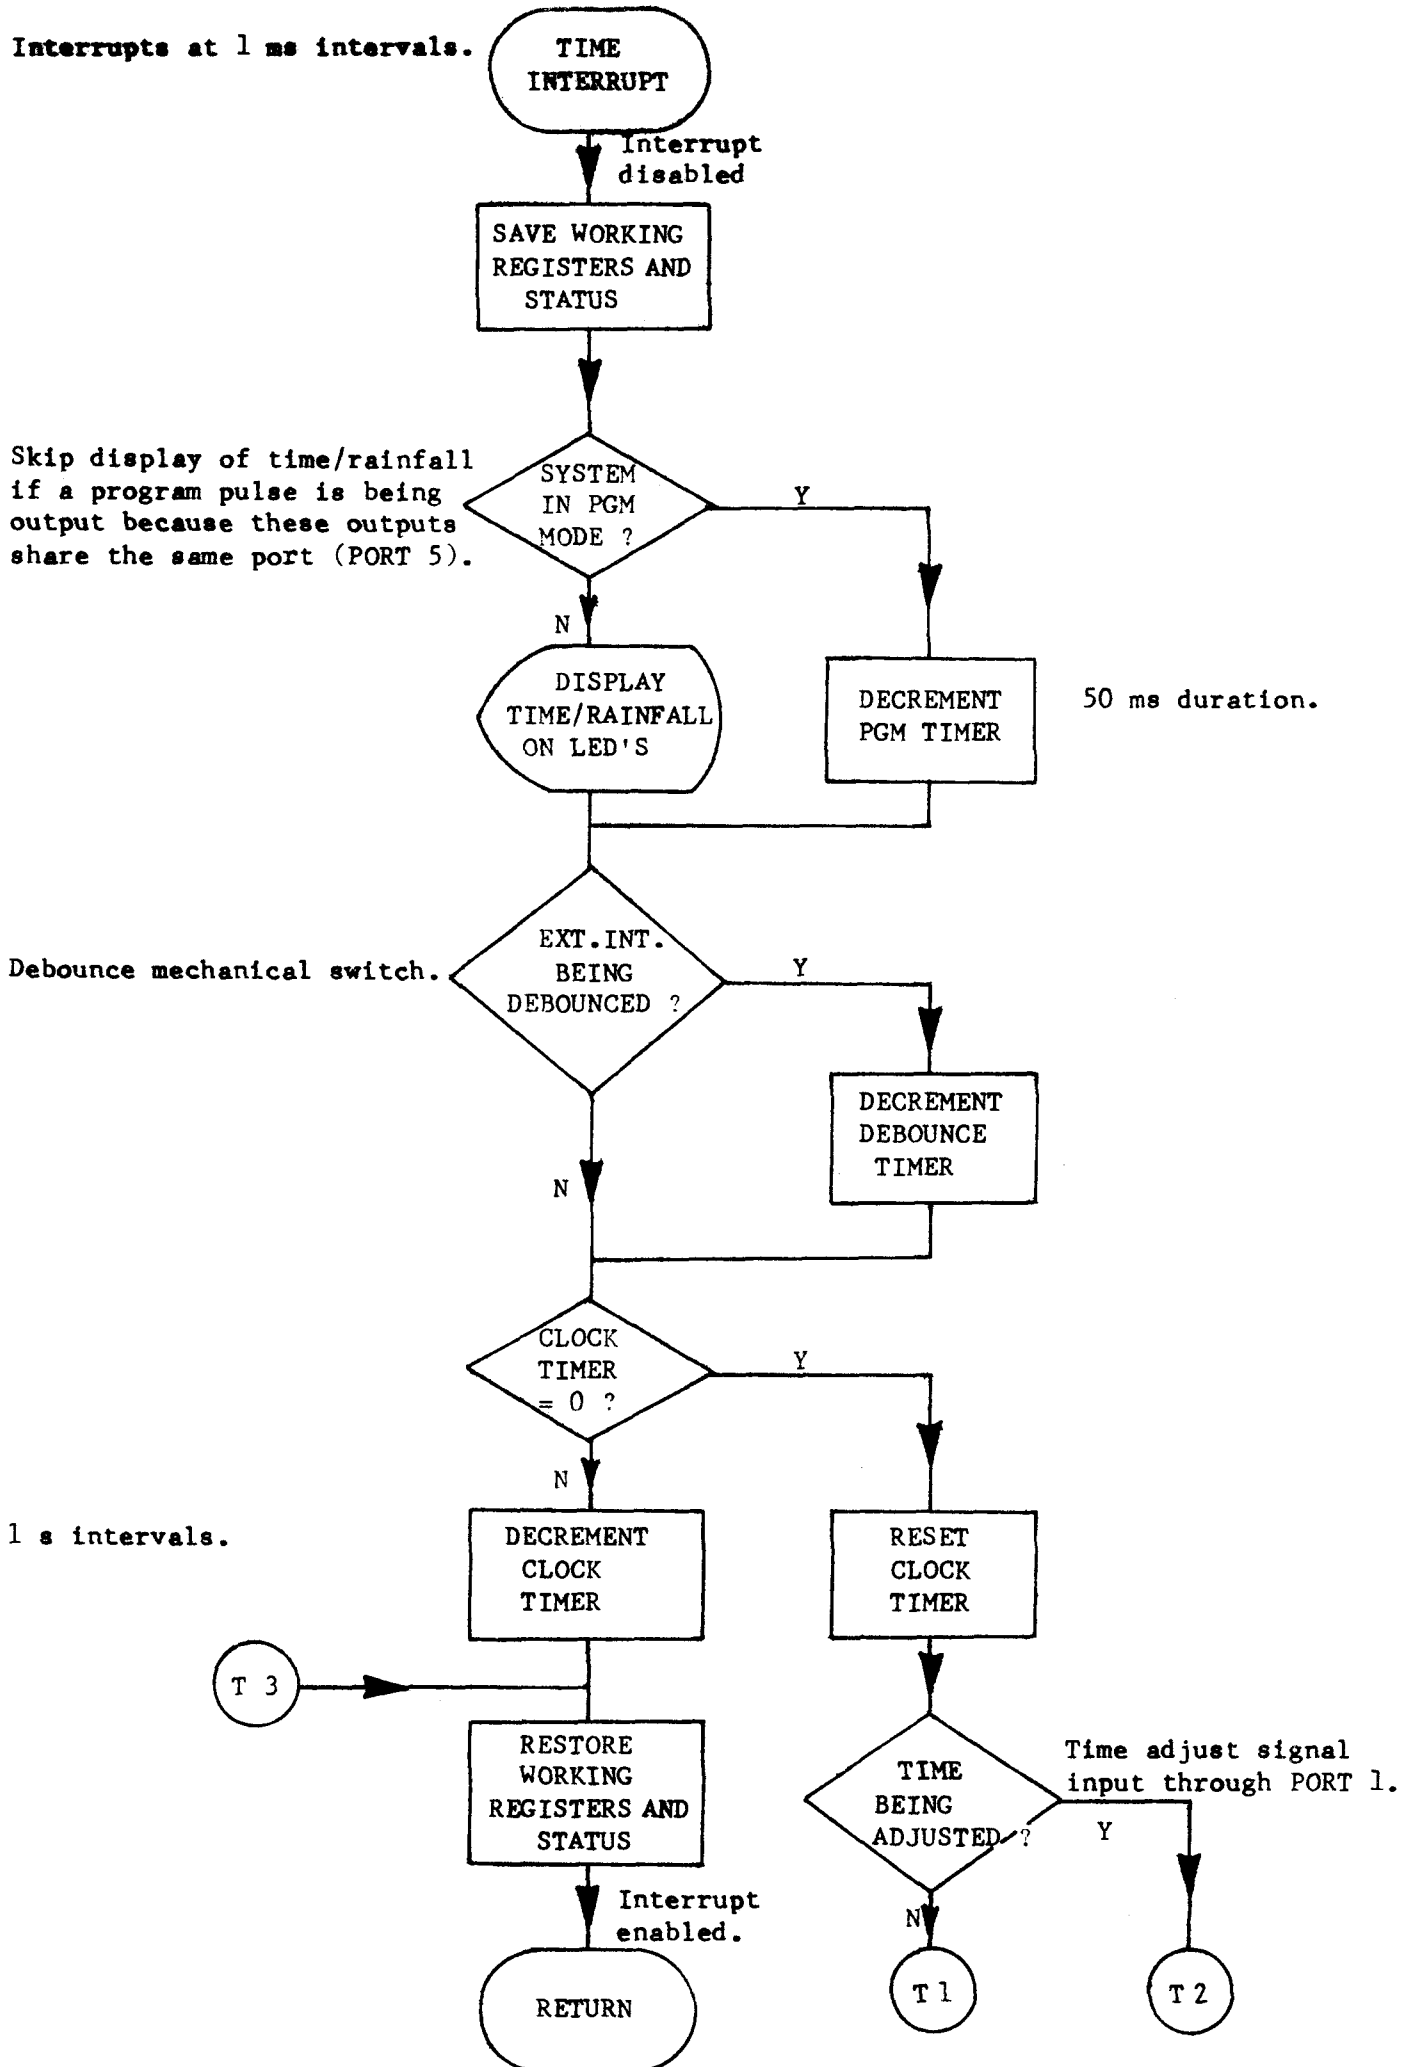 Interrupts at 1 ms intervals.
TIME
INTERRUPT
Interrupt
disabled
SAVE WORKING
REGISTERS AND
STATUS
Skip display of time/rainfall
if a program pulse is being
output because these outputs
share the same port (PORT 5).
SYSTEM
IN PGM
MODE ?
Y
N
DISPLAY
TIME/RAINFALL
ON LED'S
DECREMENT
PGM TIMER
50 ms duration.
Debounce mechanical switch.
EXT.INT.
BEING
DEBOUNCED ?
Y
DECREMENT
DEBOUNCE
TIMER
N
CLOCK
TIMER
= 0 ?
Y
N
1 s intervals.
DECREMENT
CLOCK
TIMER
RESET
CLOCK
TIMER
T 3
RESTORE
WORKING
REGISTERS AND
STATUS
TIME
BEING
ADJUSTED ?
Time adjust signal
input through PORT 1.
Y
N
Interrupt
enabled.
RETURN
T 1
T 2